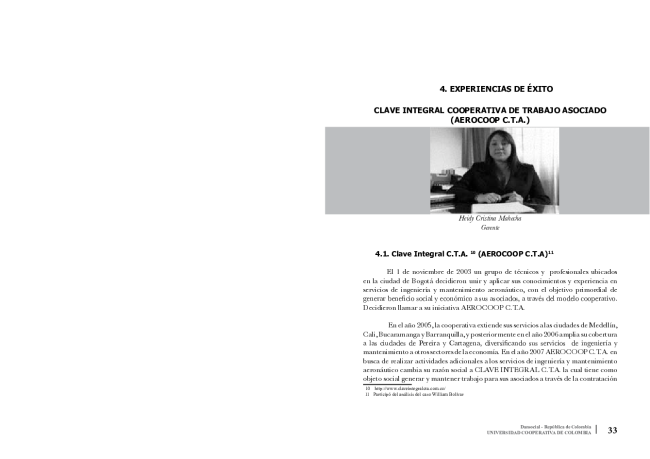 4. EXPERIENCIAS DE ÉXITO
CLAVE INTEGRAL COOPERATIVA DE TRABAJO ASOCIADO
(AEROCOOP C.T.A.)
Heidy Cristina Mahecha
Gerente
4.1. Clave Integral C.T.A. 10 (AEROCOOP C.T.A)11
El 1 de noviembre de 2003 un grupo de técnicos y profesionales ubicados
en la ciudad de Bogotá decidieron unir y aplicar sus conocimientos y experiencia en
servicios de ingeniería y mantenimiento aeronáutico, con el objetivo primordial de
generar beneficio social y económico a sus asociados, a través del modelo cooperativo.
Decidieron llamar a su iniciativa AEROCOOP C.T.A.
En el año 2005, la cooperativa extiende sus servicios a las ciudades de Medellín,
Cali, Bucaramanga y Barranquilla, y posteriormente en el año 2006 amplia su cobertura
a las ciudades de Pereira y Cartagena, diversificando sus servicios de ingeniería y
mantenimiento a otros sectores de la economía. En el año 2007 AEROCOOP C.T.A. en
busca de realizar actividades adicionales a los servicios de ingeniería y mantenimiento
aeronáutico cambia su razón social a CLAVE INTEGRAL C.T.A. la cual tiene como
objeto social generar y mantener trabajo para sus asociados a través de la contratación
10
11 Participó del análisis del caso William Bolívar
Dansocial - República de Colombia
UNIVERSIDAD COOPERATIVA DE COLOMBIA
33